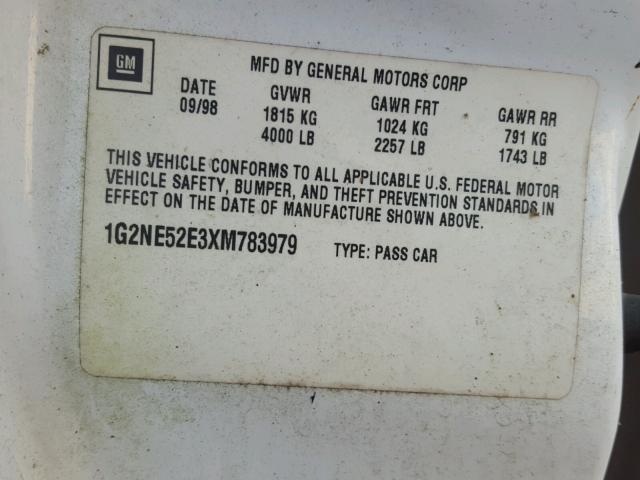 GM
MFD BY GENERAL MOTORS CORP
DATE GVWR GAWR FRT GAWR RR
09/98 1815 KG 1024 KG 791 KG
4000 LB 2257 LB 1743 LB
THIS VEHICLE CONFORMS TO ALL APPLICABLE U.S. FEDERAL MOTOR
VEHICLE SAFETY, BUMPER, AND THEFT PREVENTION STANDARDS IN
EFFECT ON THE DATE OF MANUFACTURE SHOWN ABOVE.
1G2NE52E3XM783979 TYPE: PASS CAR